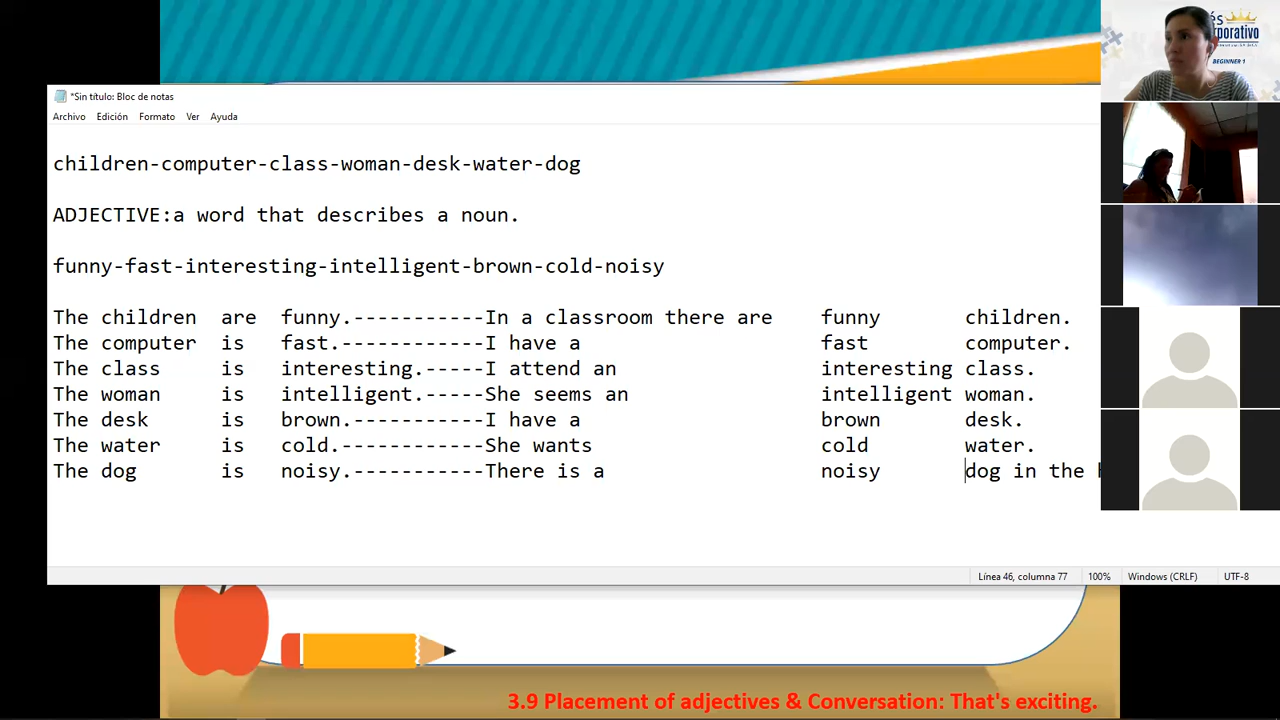 és
rporativo
BEGINNER 1
*Sin título: Bloc de notas
Archivo Edición Formato Ver Ayuda
children-computer-class-woman-desk-water-dog
ADJECTIVE:a word that describes a noun.
funny-fast-interesting-intelligent-brown-cold-noisy
The children are funny.-----------In a classroom there are funny children.
The computer is fast.------------I have a fast computer.
The class is interesting.-----I attend an interesting class.
The woman is intelligent.-----She seems an intelligent woman.
The desk is brown.-----------I have a brown desk.
The water is cold.------------She wants cold water.
The dog is noisy.-----------There is a noisy dog in the
Línea 46, columna 77 100% Windows (CRLF) UTF-8
3.9 Placement of adjectives & Conversation: That's exciting.